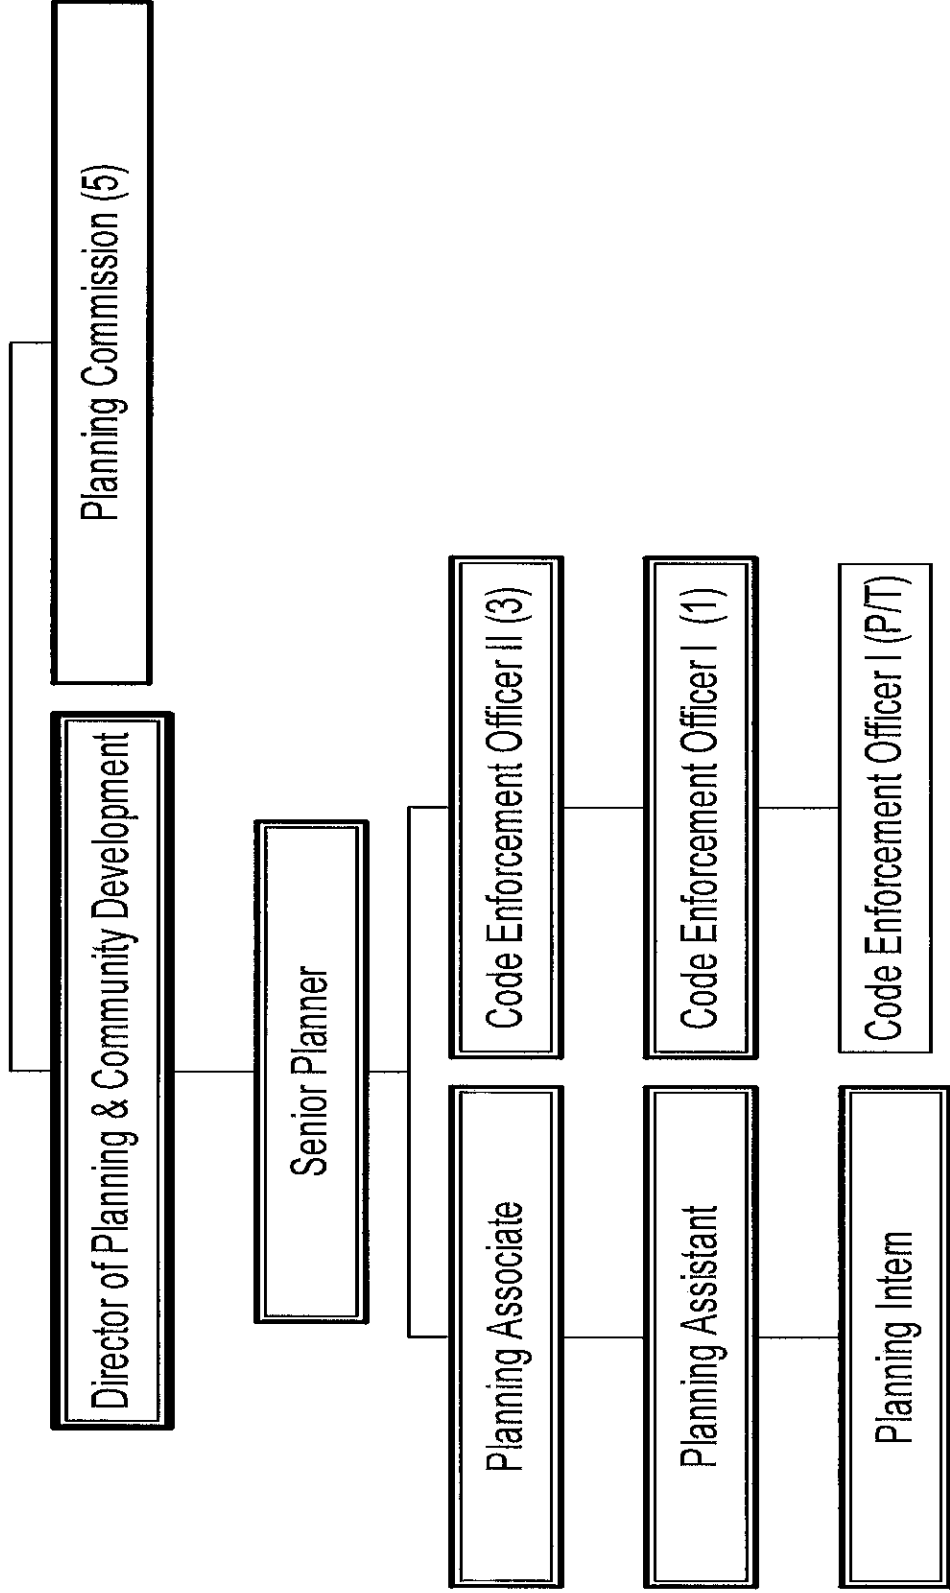 Director of Planning & Community Development
Planning Commission (5)
Senior Planner
Planning Associate
Code Enforcement Officer II (3)
Planning Assistant
Code Enforcement Officer I (1)
Planning Intern
Code Enforcement Officer I (P/T)